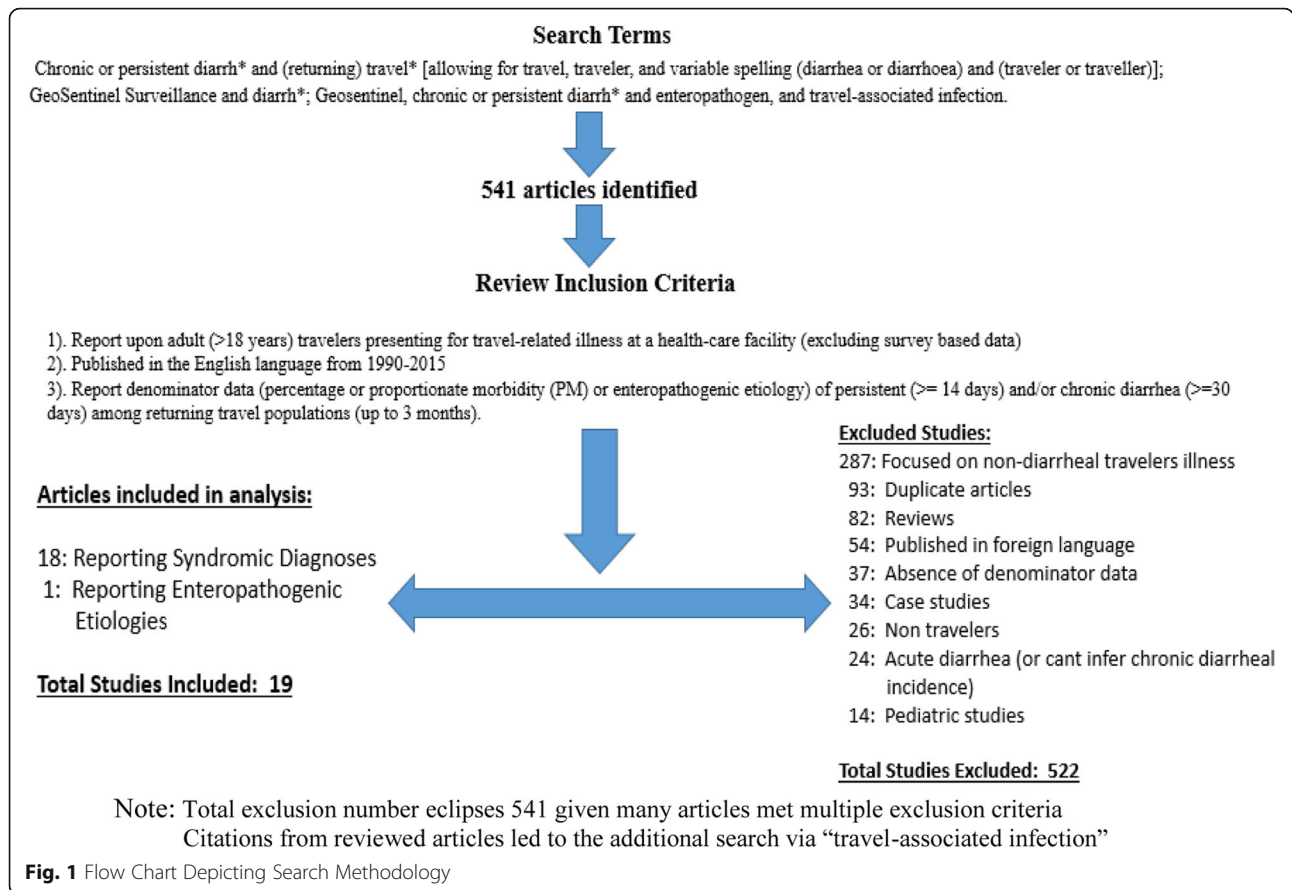 Search Terms
Chronic or persistent diarrh* and (returning) travel* [allowing for travel, traveler, and variable spelling (diarrhea or diarrhoea) and (traveler or traveller)];
GeoSentinel Surveillance and diarrh*; Geosentinel, chronic or persistent diarrh* and enteropathogen, and travel-associated infection.
541 articles identified
Review Inclusion Criteria
1). Report upon adult (>18 years) travelers presenting for travel-related illness at a health-care facility (excluding survey based data)
2). Published in the English language from 1990-2015
3). Report denominator data (percentage or proportionate morbidity (PM) or enteropathogenic etiology) of persistent (>= 14 days) and/or chronic diarrhea (>=30
days) among returning travel populations (up to 3 months).
Articles included in analysis:
18: Reporting Syndromic Diagnoses
1: Reporting Enteropathogenic
Etiologies
Total Studies Included: 19
Excluded Studies:
287: Focused on non-diarrheal travelers illness
93: Duplicate articles
82: Reviews
54: Published in foreign language
37: Absence of denominator data
34: Case studies
26: Non travelers
24: Acute diarrhea (or cant infer chronic diarrheal
incidence)
14: Pediatric studies
Total Studies Excluded: 522
Note: Total exclusion number eclipses 541 given many articles met multiple exclusion criteria
Citations from reviewed articles led to the additional search via “travel-associated infection”
Fig. 1 Flow Chart Depicting Search Methodology